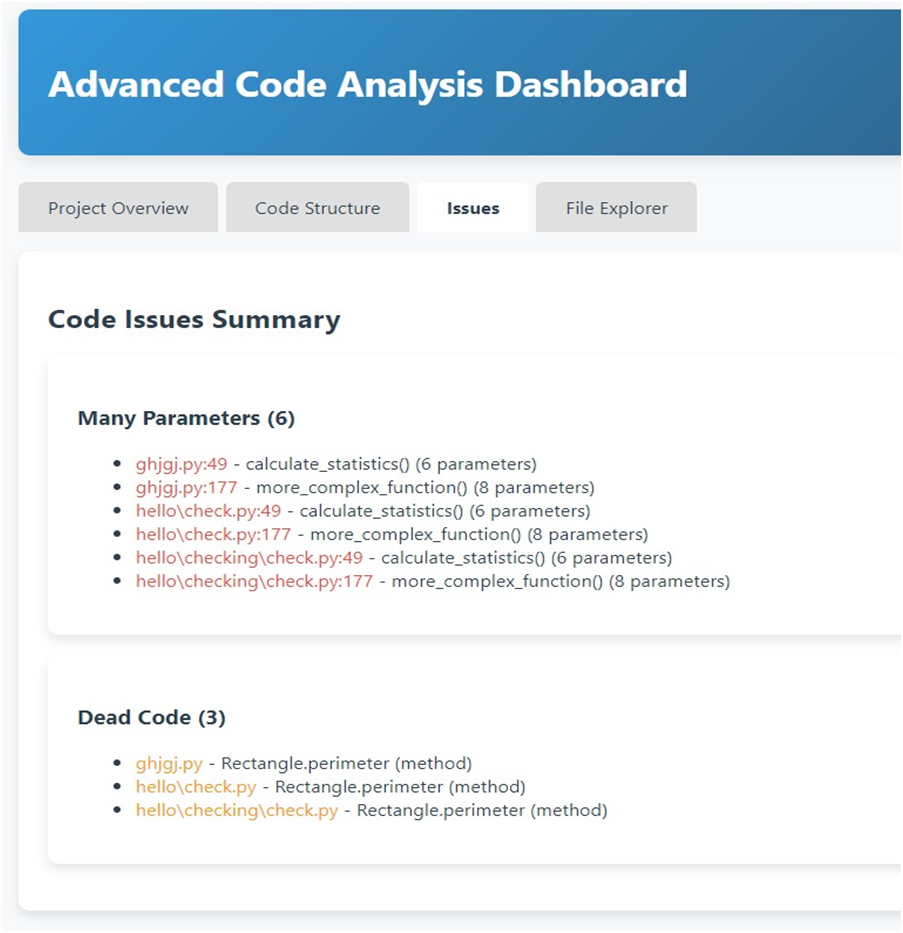 Advanced Code Analysis Dashboard
Project Overview
Code Structure
Issues
File Explorer
Code Issues Summary
Many Parameters (6)
• ghjgj.py:49 - calculate_statistics() (6 parameters)
• ghjgj.py:177 - more_complex_function() (8 parameters)
• hello\check.py:49 - calculate_statistics() (6 parameters)
• hello\check.py:177 - more_complex_function() (8 parameters)
• hello\checking\check.py:49 - calculate_statistics() (6 parameters)
• hello\checking\check.py:177 - more_complex_function() (8 parameters)
Dead Code (3)
• ghjgj.py - Rectangle.perimeter (method)
• hello\check.py - Rectangle.perimeter (method)
• hello\checking\check.py - Rectangle.perimeter (method)